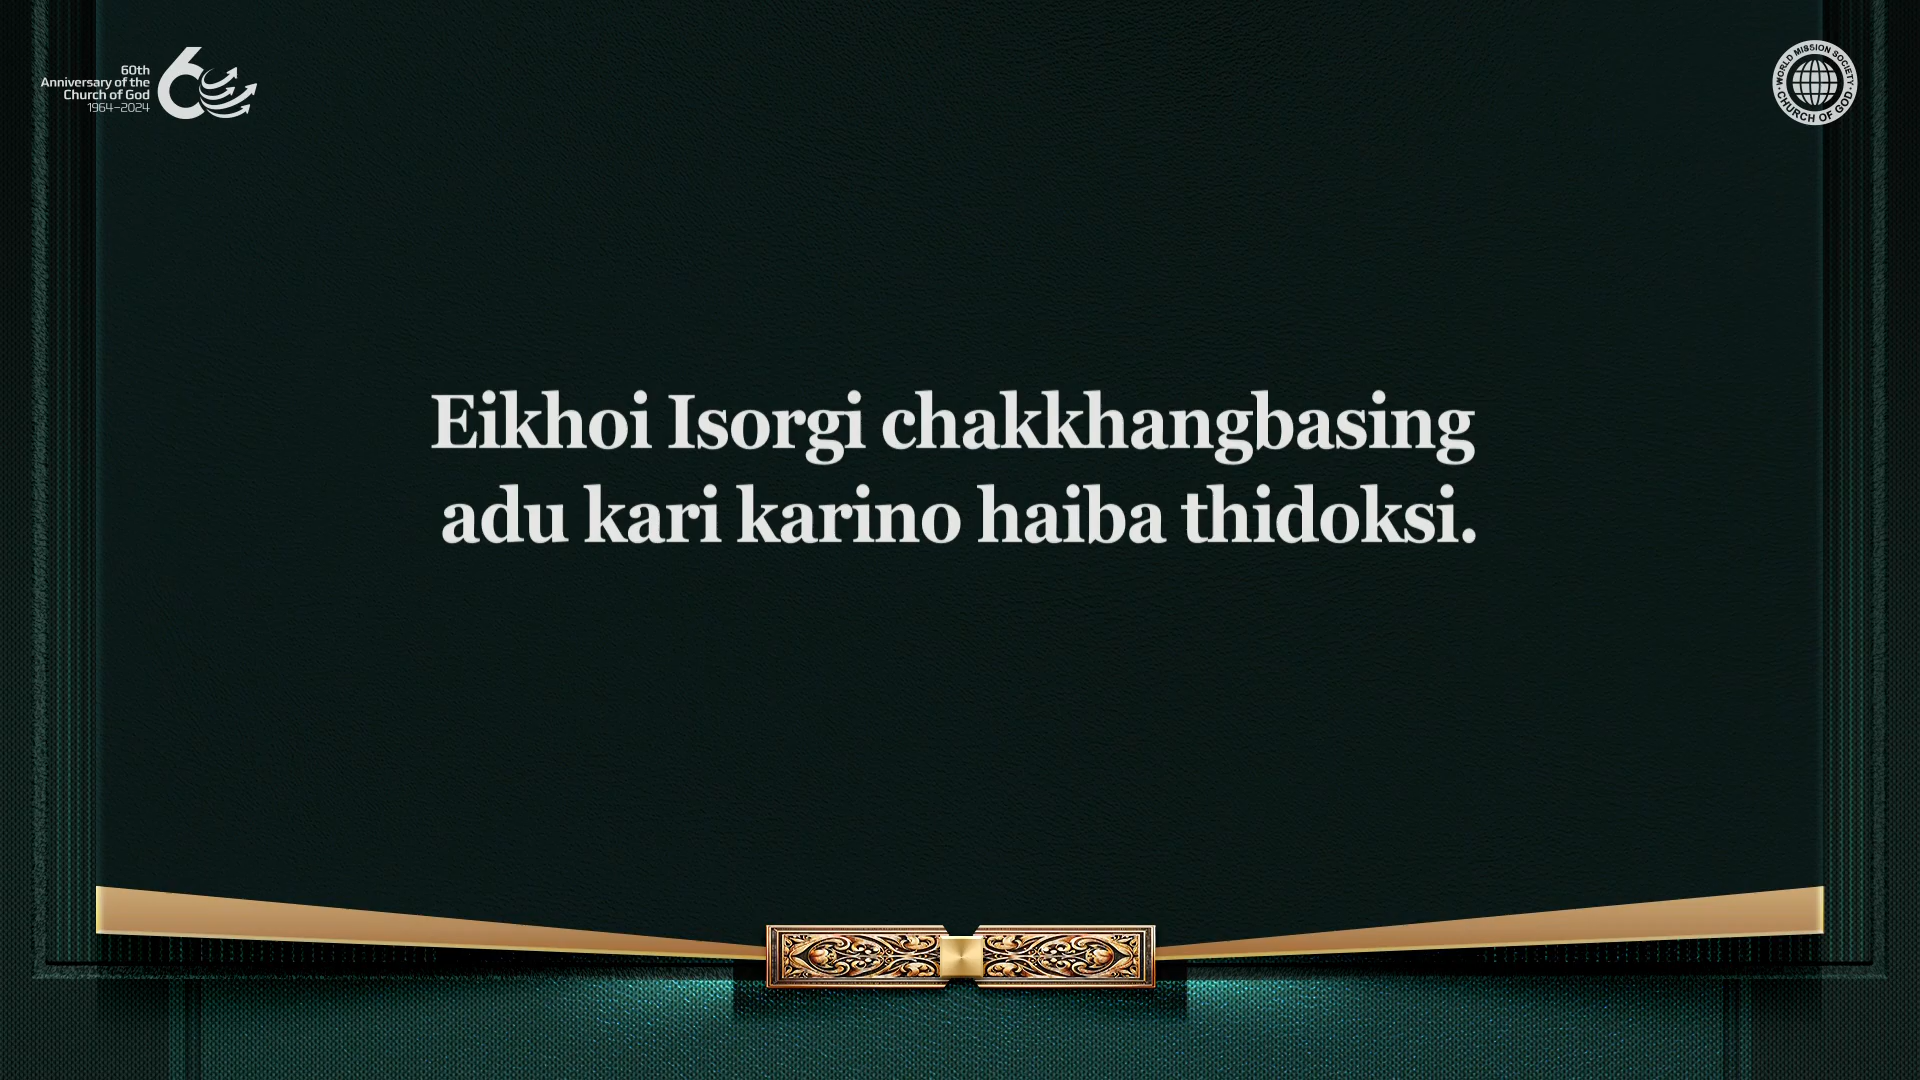 60th
Anniversary of the
Church of God
1964–2024
60
WORLD MISSION SOCIETY
CHURCH OF GOD
Eikhoi Isorgi chakkhangbasing
adu kari karino haiba thidoksi.